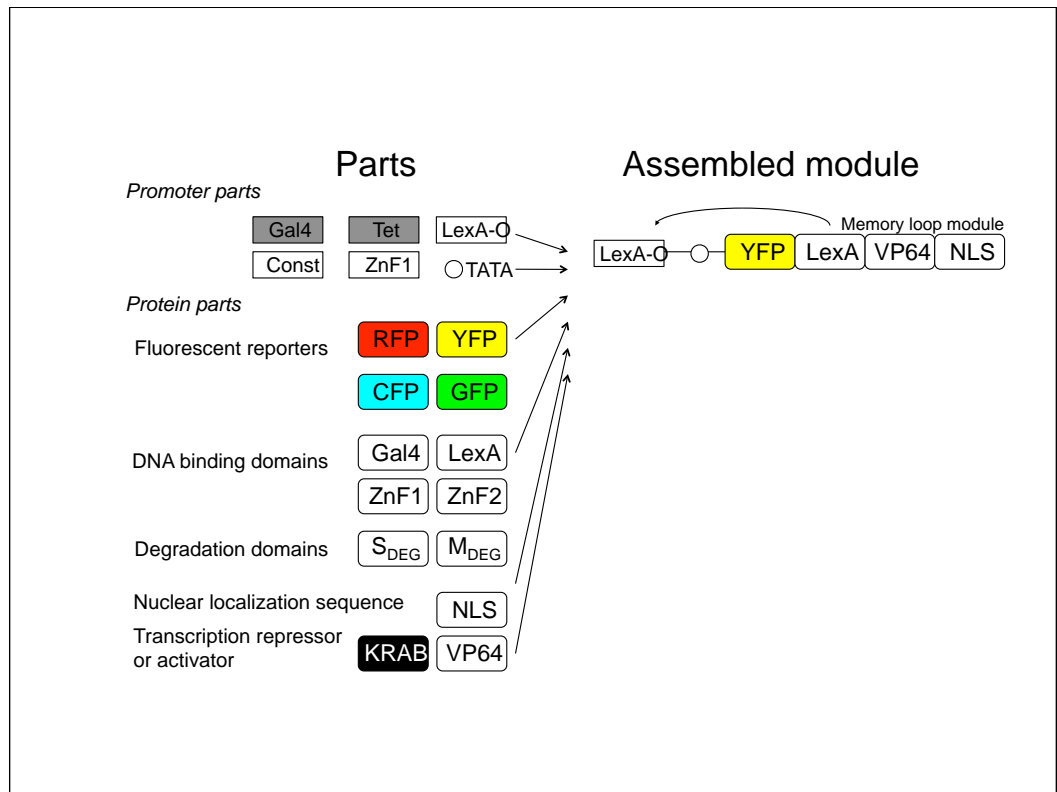 Parts
Assembled module
Promoter parts
Gal4 Tet LexA-O
Const ZnF1 TATA
Memory loop module
LexA-O YFP LexA VP64 NLS
Protein parts
Fluorescent reporters
RFP YFP
CFP GFP
DNA binding domains
Gal4 LexA
ZnF1 ZnF2
Degradation domains
SDEG MDEG
Nuclear localization sequence
NLS
Transcription repressor
or activator
KRAB VP64